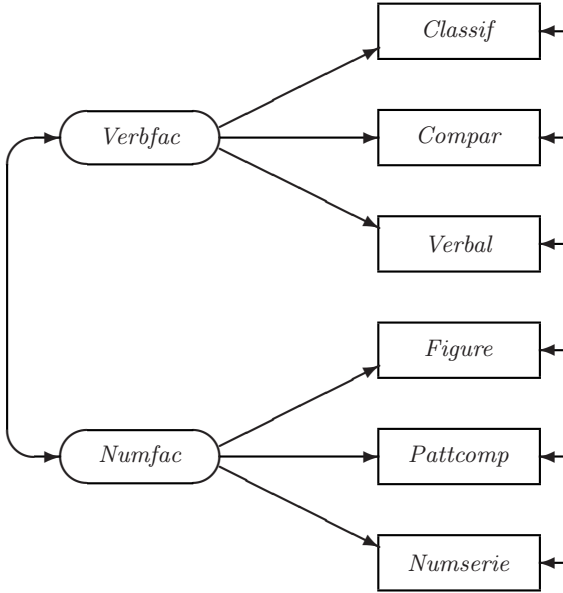 Classif
Verbfac
Compar
Verbal
Figure
Numfac
Pattcomp
Numserie